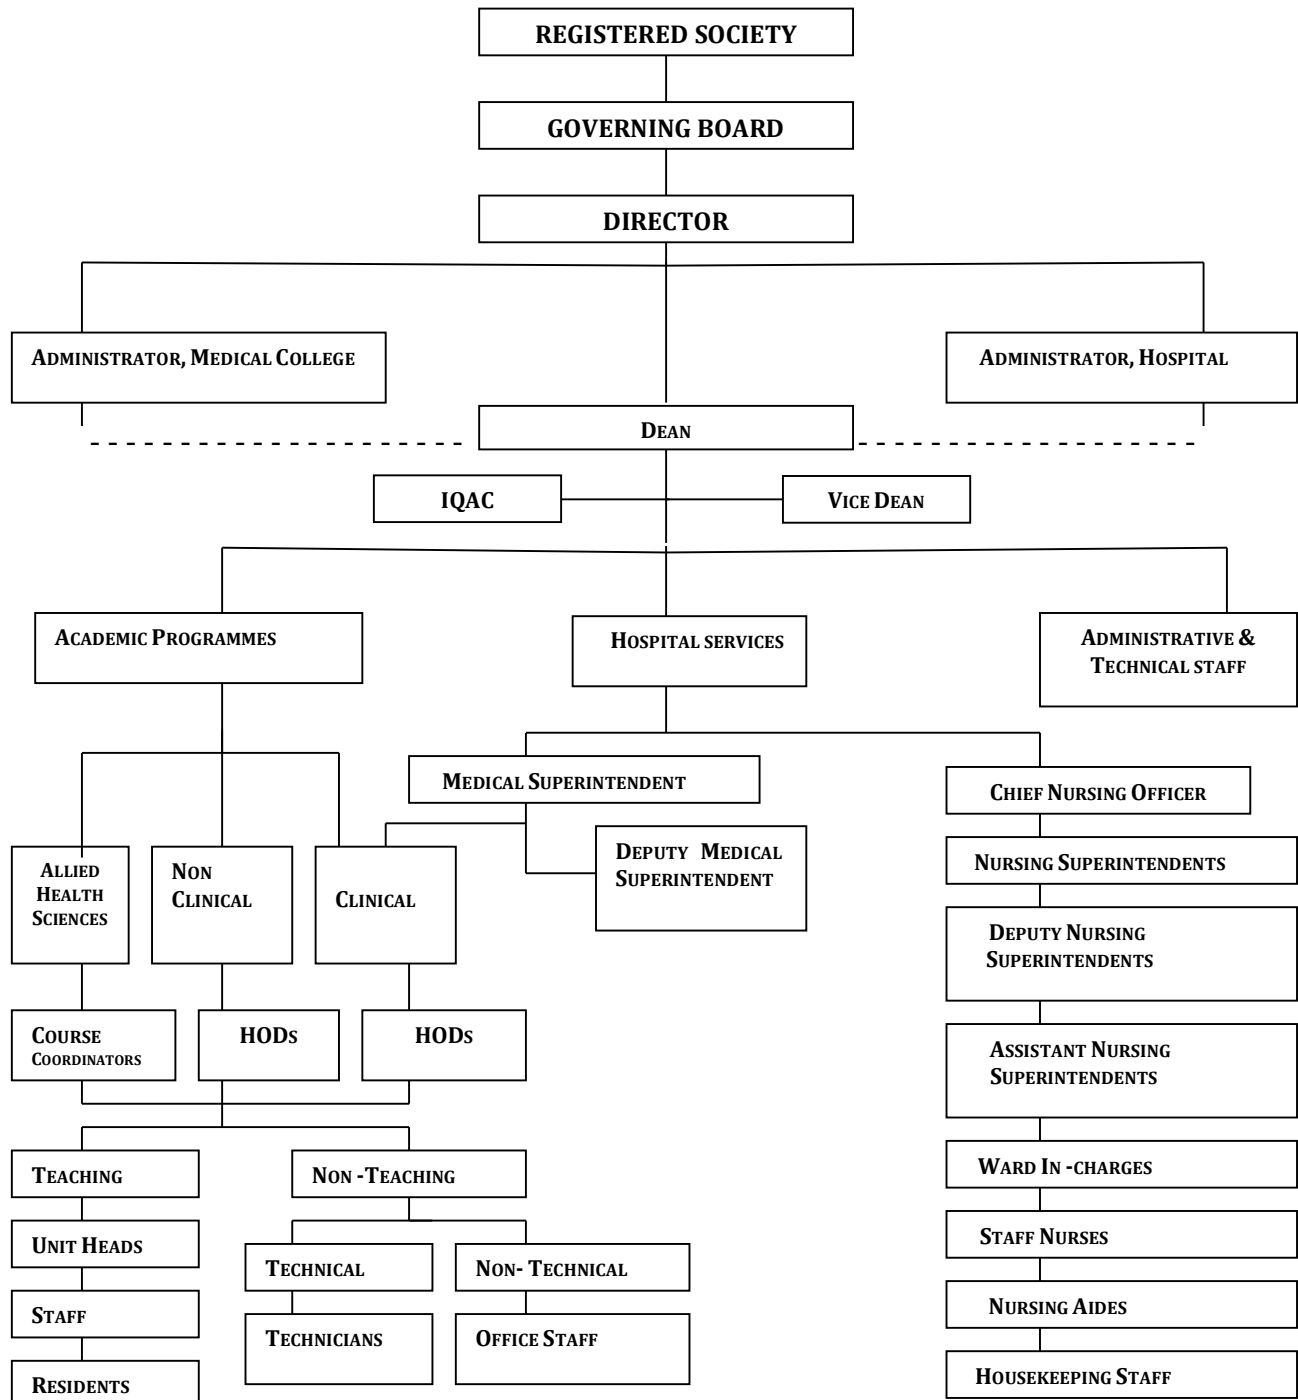 REGISTERED SOCIETY
GOVERNING BOARD
DIRECTOR
ADMINISTRATOR, MEDICAL COLLEGE
ADMINISTRATOR, HOSPITAL
DEAN
IQAC
VICE DEAN
ACADEMIC PROGRAMMES
HOSPITAL SERVICES
ADMINISTRATIVE &
TECHNICAL STAFF
MEDICAL SUPERINTENDENT
CHIEF NURSING OFFICER
ALLIED
HEALTH
SCIENCES
NON
CLINICAL
CLINICAL
DEPUTY MEDICAL
SUPERINTENDENT
NURSING SUPERINTENDENTS
DEPUTY NURSING
SUPERINTENDENTS
COURSE
COORDINATORS
HODS
HODS
ASSISTANT NURSING
SUPERINTENDENTS
TEACHING
NON -TEACHING
WARD IN -CHARGES
UNIT HEADS
TECHNICAL
NON- TECHNICAL
STAFF NURSES
STAFF
TECHNICIANS
OFFICE STAFF
NURSING AIDES
RESIDENTS
HOUSEKEEPING STAFF